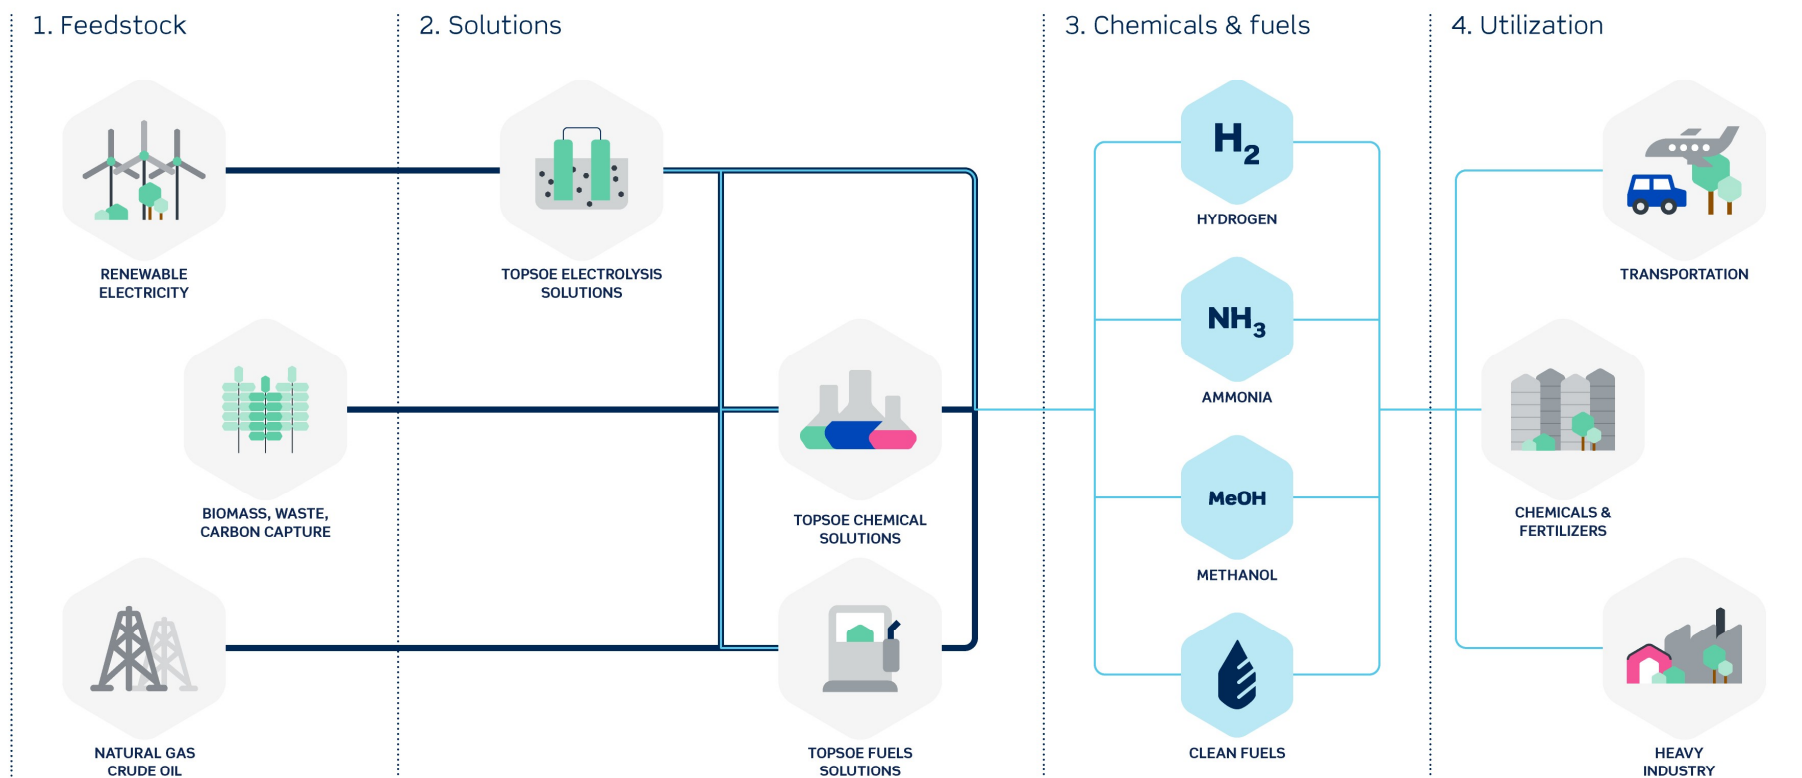 1. Feedstock
2. Solutions
3. Chemicals & fuels
4. Utilization
RENEWABLE
ELECTRICITY
BIOMASS, WASTE,
CARBON CAPTURE
NATURAL GAS
CRUDE OIL
TOPSOE ELECTROLYSIS
SOLUTIONS
TOPSOE CHEMICAL
SOLUTIONS
TOPSOE FUELS
SOLUTIONS
H2
HYDROGEN
NH3
AMMONIA
MeOH
METHANOL
CLEAN FUELS
TRANSPORTATION
CHEMICALS &
FERTILIZERS
HEAVY
INDUSTRY